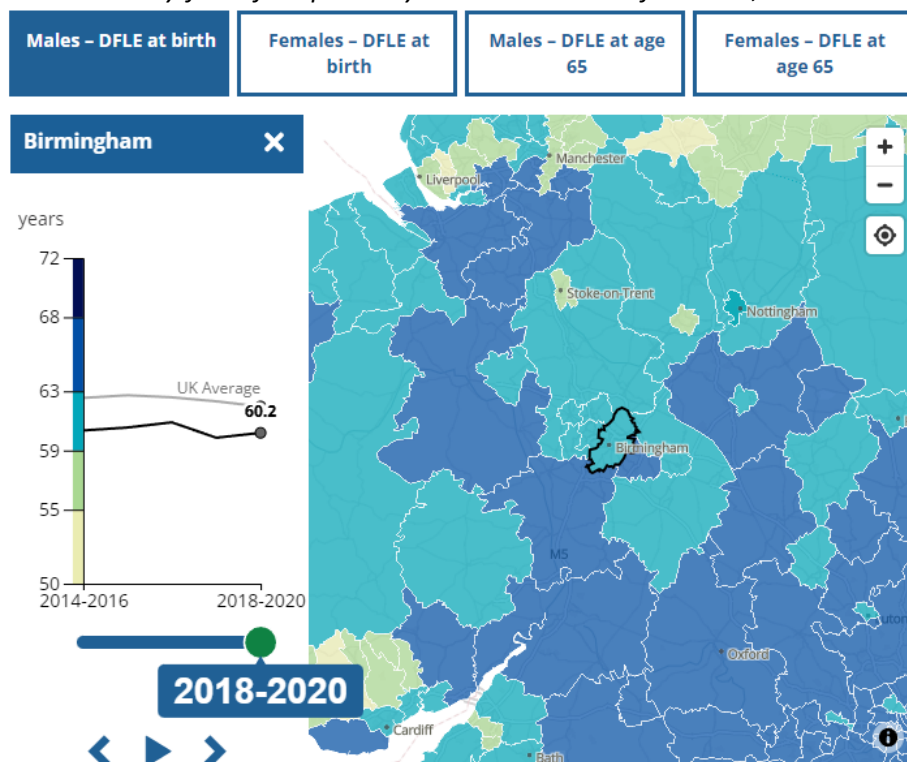 Males – DFLE at birth
Females – DFLE at
birth
Males – DFLE at age
65
Females – DFLE at
age 65
Birmingham
years
72
68
63
59
55
50
UK Average
60.2
2014-2016
2018-2020
2018-2020
Manchester
Liverpool
Stoke-on-Trent
Nottingham
Birmingham
MS
Oxford
Cardiff
Bath